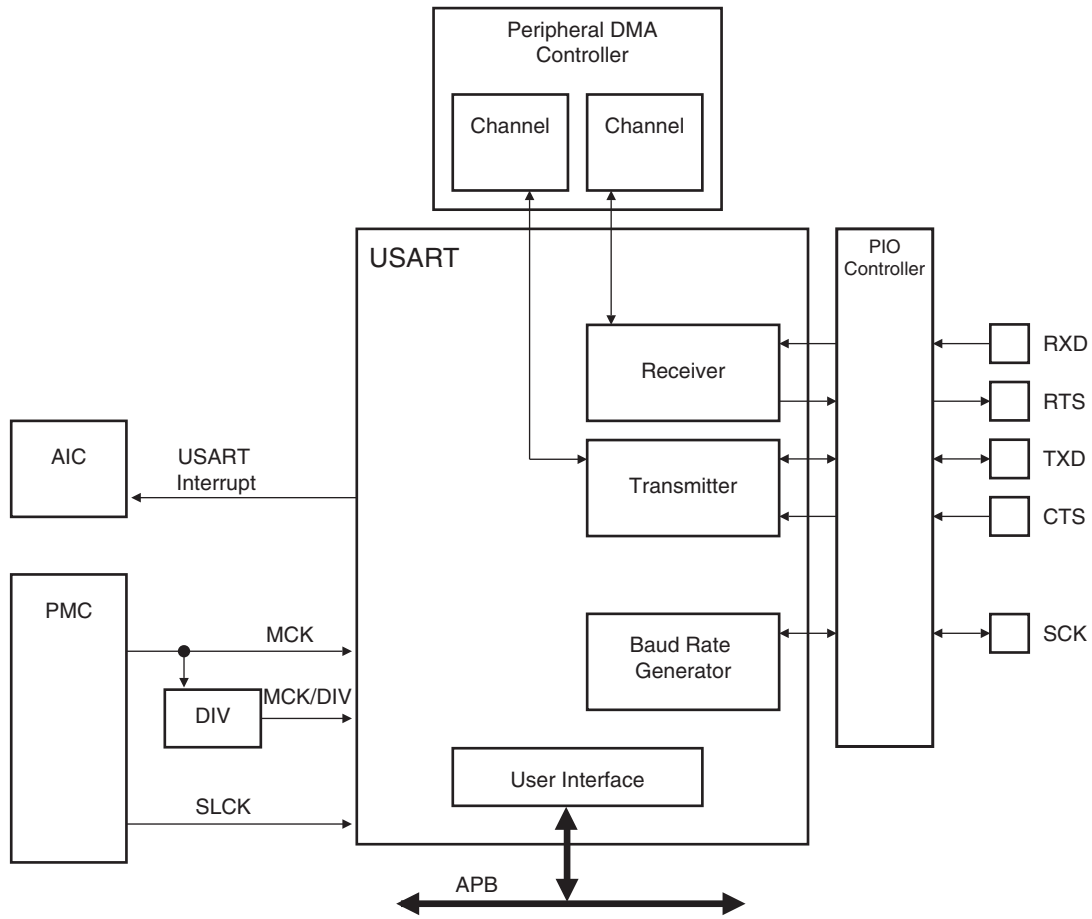 Peripheral DMA
Controller
Channel
Channel
USART
PIO
Controller
Receiver
RXD
RTS
AIC
USART
Interrupt
Transmitter
TXD
CTS
PMC
MCK
Baud Rate
Generator
SCK
DIV
MCK/DIV
User Interface
SLCK
APB